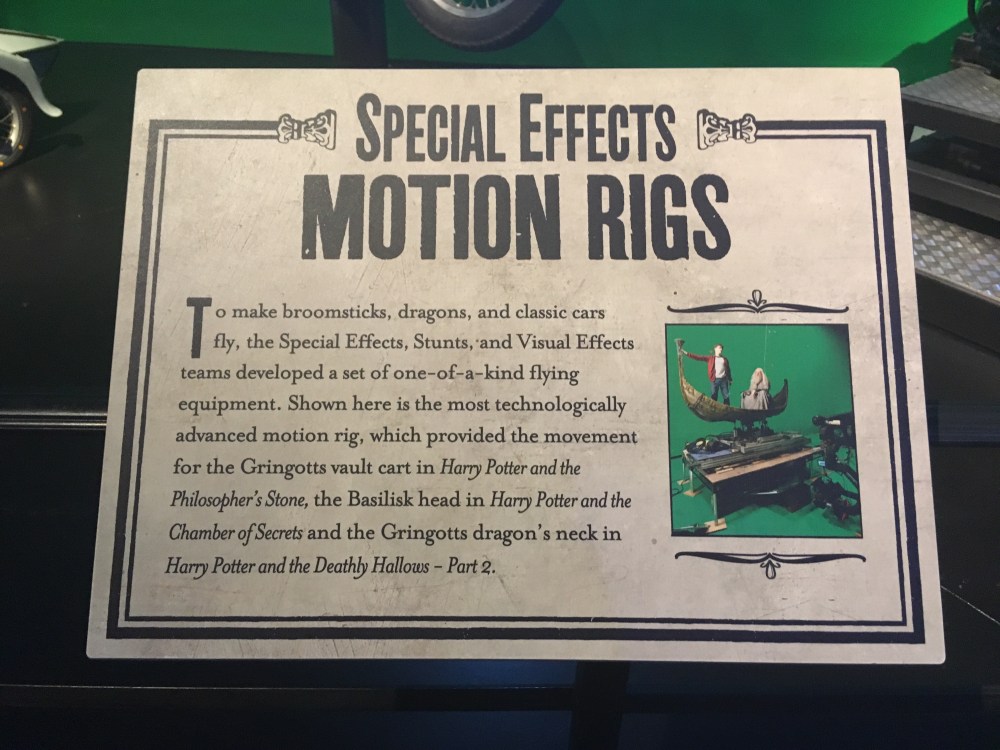 SPECIAL EFFECTS
MOTION RIGS
To make broomsticks, dragons, and classic cars
fly, the Special Effects, Stunts, and Visual Effects
teams developed a set of one-of-a-kind flying
equipment. Shown here is the most technologically
advanced motion rig, which provided the movement
for the Gringotts vault cart in Harry Potter and the
Philosopher's Stone, the Basilisk head in Harry Potter and the
Chamber of Secrets and the Gringotts dragon's neck in
Harry Potter and the Deathly Hallows – Part 2.